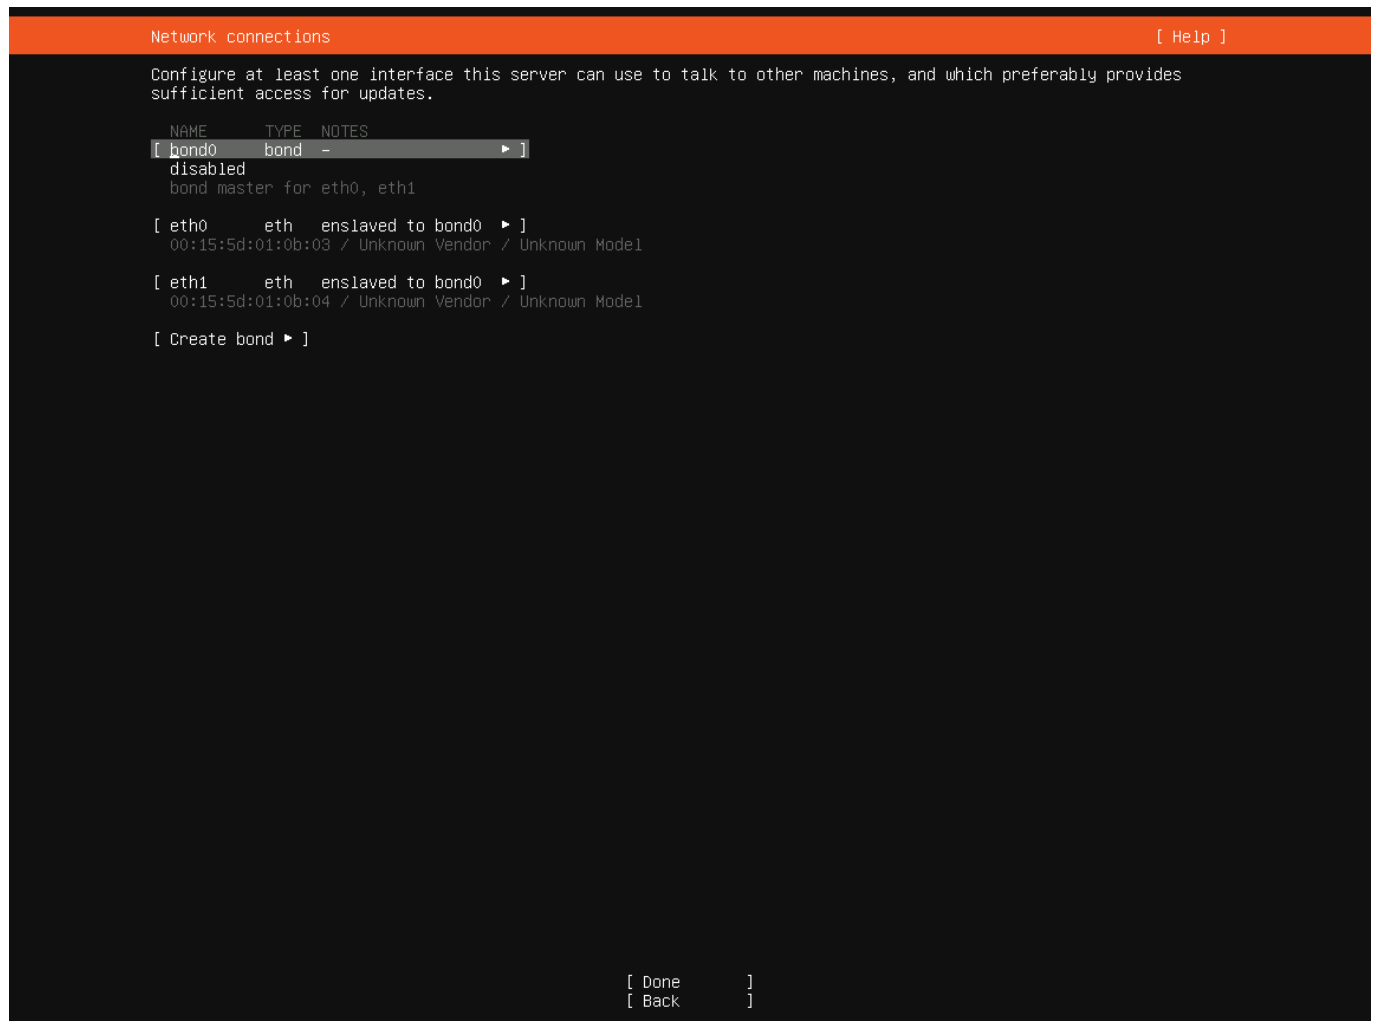 Network connections [ Help ]
Configure at least one interface this server can use to talk to other machines, and which preferably provides
sufficient access for updates.
NAME TYPE NOTES
[ bond0 bond – ▸ ]
disabled
bond master for eth0, eth1
[ eth0 eth enslaved to bond0 ▸ ]
00:15:5d:01:0b:03 / Unknown Vendor / Unknown Model
[ eth1 eth enslaved to bond0 ▸ ]
00:15:5d:01:0b:04 / Unknown Vendor / Unknown Model
[ Create bond ▸ ]
[ Done ]
[ Back ]